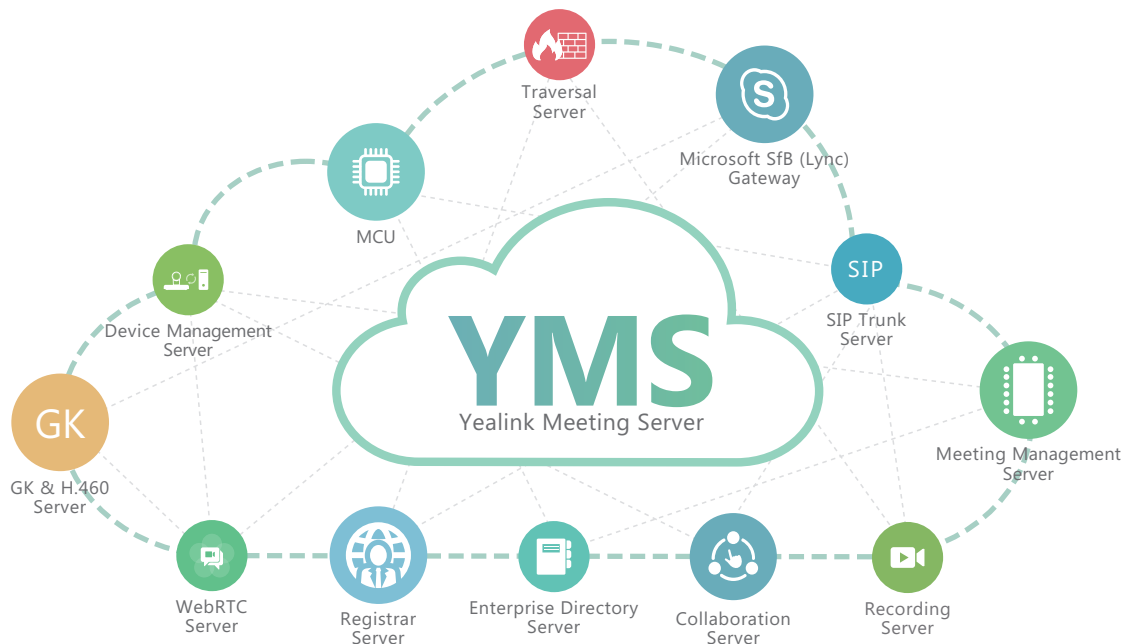 Traversal
Server
Microsoft SfB (Lync)
Gateway
MCU
SIP
SIP Trunk
Server
Device Management
Server
YMS
Yealink Meeting Server
GK
GK & H.460
Server
Meeting Management
Server
WebRTC
Server
Registrar
Server
Enterprise Directory
Server
Collaboration
Server
Recording
Server